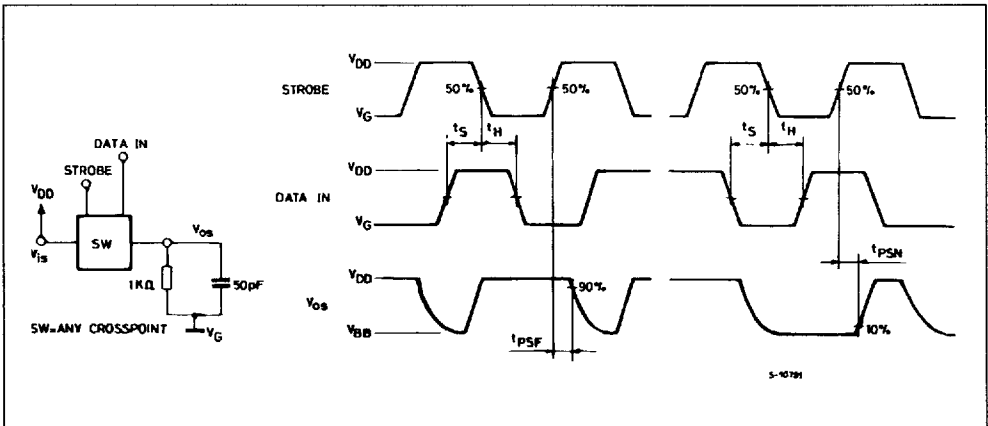 DATA IN
STROBE
VDD
Vis
SW
Vos
1KΩ
50pF
VG
SW=ANY CROSSPOINT
STROBE
VDD
VG
50%
50%
50%
50%
tS
tH
tS
tH
DATA IN
VDD
VG
Vos
VDD
VBB
90%
tPSF
tPSN
10%
S-10791